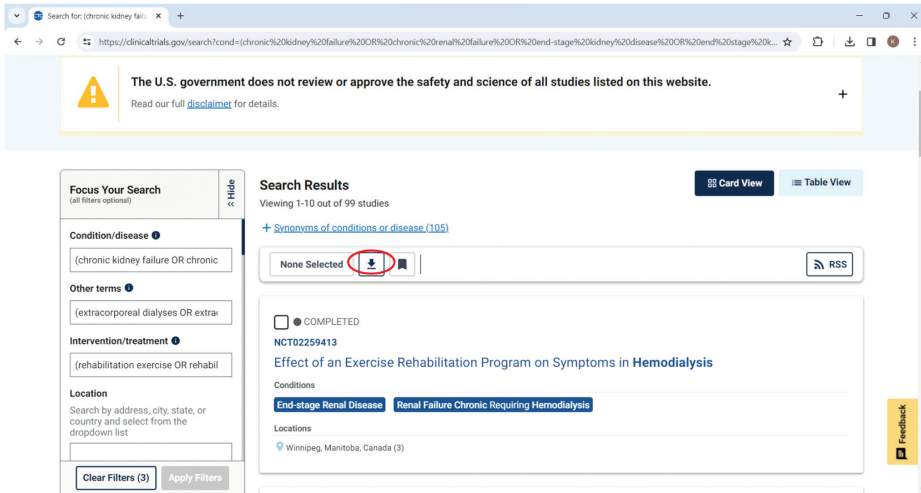 Search for: (chronic kidney failu
https://clinicaltrials.gov/search?cond=(chronic%20kidney%20failure%20OR%20chronic%20renal%20failure%20OR%20end-stage%20kidney%20disease%20OR%20end%20stage%20k...
K
The U.S. government does not review or approve the safety and science of all studies listed on this website.
Read our full disclaimer for details.
Focus Your Search
(all filters optional)
Hide
Condition/disease
(chronic kidney failure OR chronic
Other terms
(extracorporeal dialyses OR extrac
Intervention/treatment
(rehabilitation exercise OR rehabil
Location
Search by address, city, state, or
country and select from the
dropdown list
Clear Filters (3) Apply Filters
Search Results
Viewing 1-10 out of 99 studies
Card View Table View
+ Synonyms of conditions or disease (105)
None Selected
RSS
COMPLETED
NCT02259413
Effect of an Exercise Rehabilitation Program on Symptoms in Hemodialysis
Conditions
End-stage Renal Disease Renal Failure Chronic Requiring Hemodialysis
Locations
Winnipeg, Manitoba, Canada (3)
Feedback